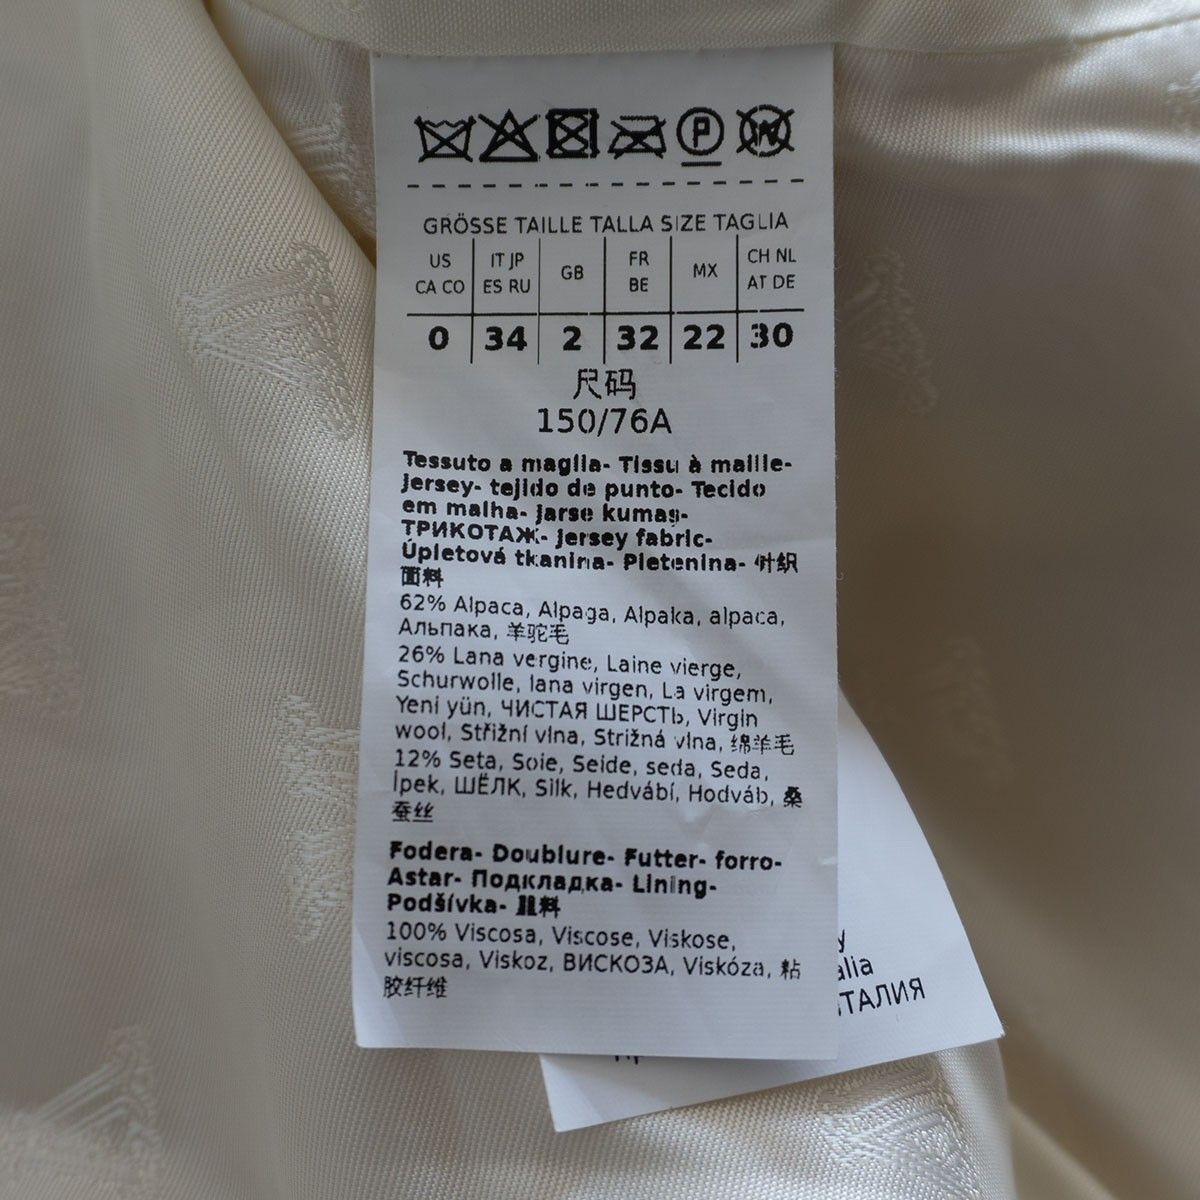 GRÖSSE TAILLE TALLA SIZE TAGLIA
US CA CO IT JP ES RU GB FR BE MX CH NL AT DE
0 34 2 32 22 30
尺码
150/76A
Tessuto a maglia- Tissu à maille-
Jersey- tejido de punto- Tecido
em malha- Jarse kumaş-
ТРИКОТАЖ- Jersey fabric-
Úpletová tkanina- Pletenina- 针织
面料
62% Alpaca, Alpaga, Alpaka, alpaca,
Альпака, 羊驼毛
26% Lana vergine, Laine vierge,
Schurwolle, lana virgen, La virgem,
Yeni yün, ЧИСТАЯ ШЕРСТЬ, Virgin
wool, Střižní vlna, Strižná vlna, 绵羊毛
12% Seta, Soie, Seide, seda, Seda,
İpek, ШЁЛК, Silk, Hedvábí, Hodváb, 桑
蚕丝
Fodera- Doublure- Futter- forro-
Astar- Подкладка- Lining-
Podšívka- 里料
100% Viscosa, Viscose, Viskose,
viscosa, Viskoz, ВИСКОЗА, Viskóza, 粘
胶纤维
y
alia
ТАЛИЯ